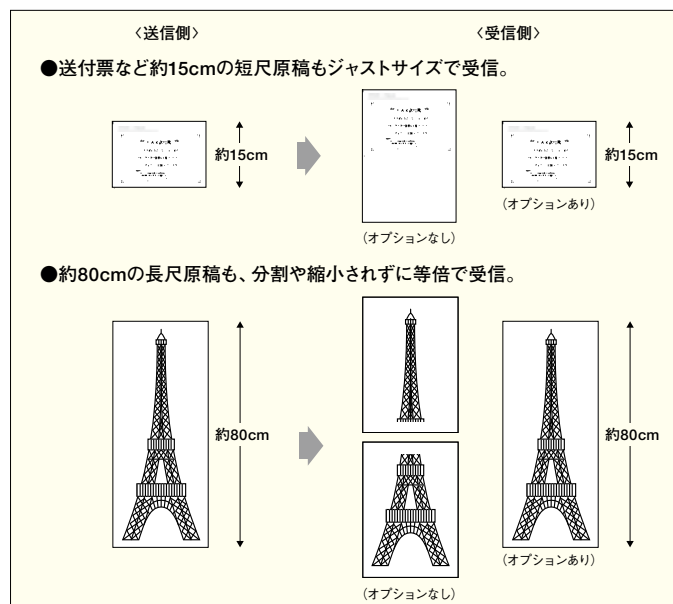 〈送信側〉
〈受信側〉
●送付票など約15cmの短尺原稿もジャストサイズで受信。
約15cm
約15cm
(オプションなし)
(オプションあり)
●約80cmの長尺原稿も、分割や縮小されずに等倍で受信。
約80cm
約80cm
(オプションなし)
(オプションあり)